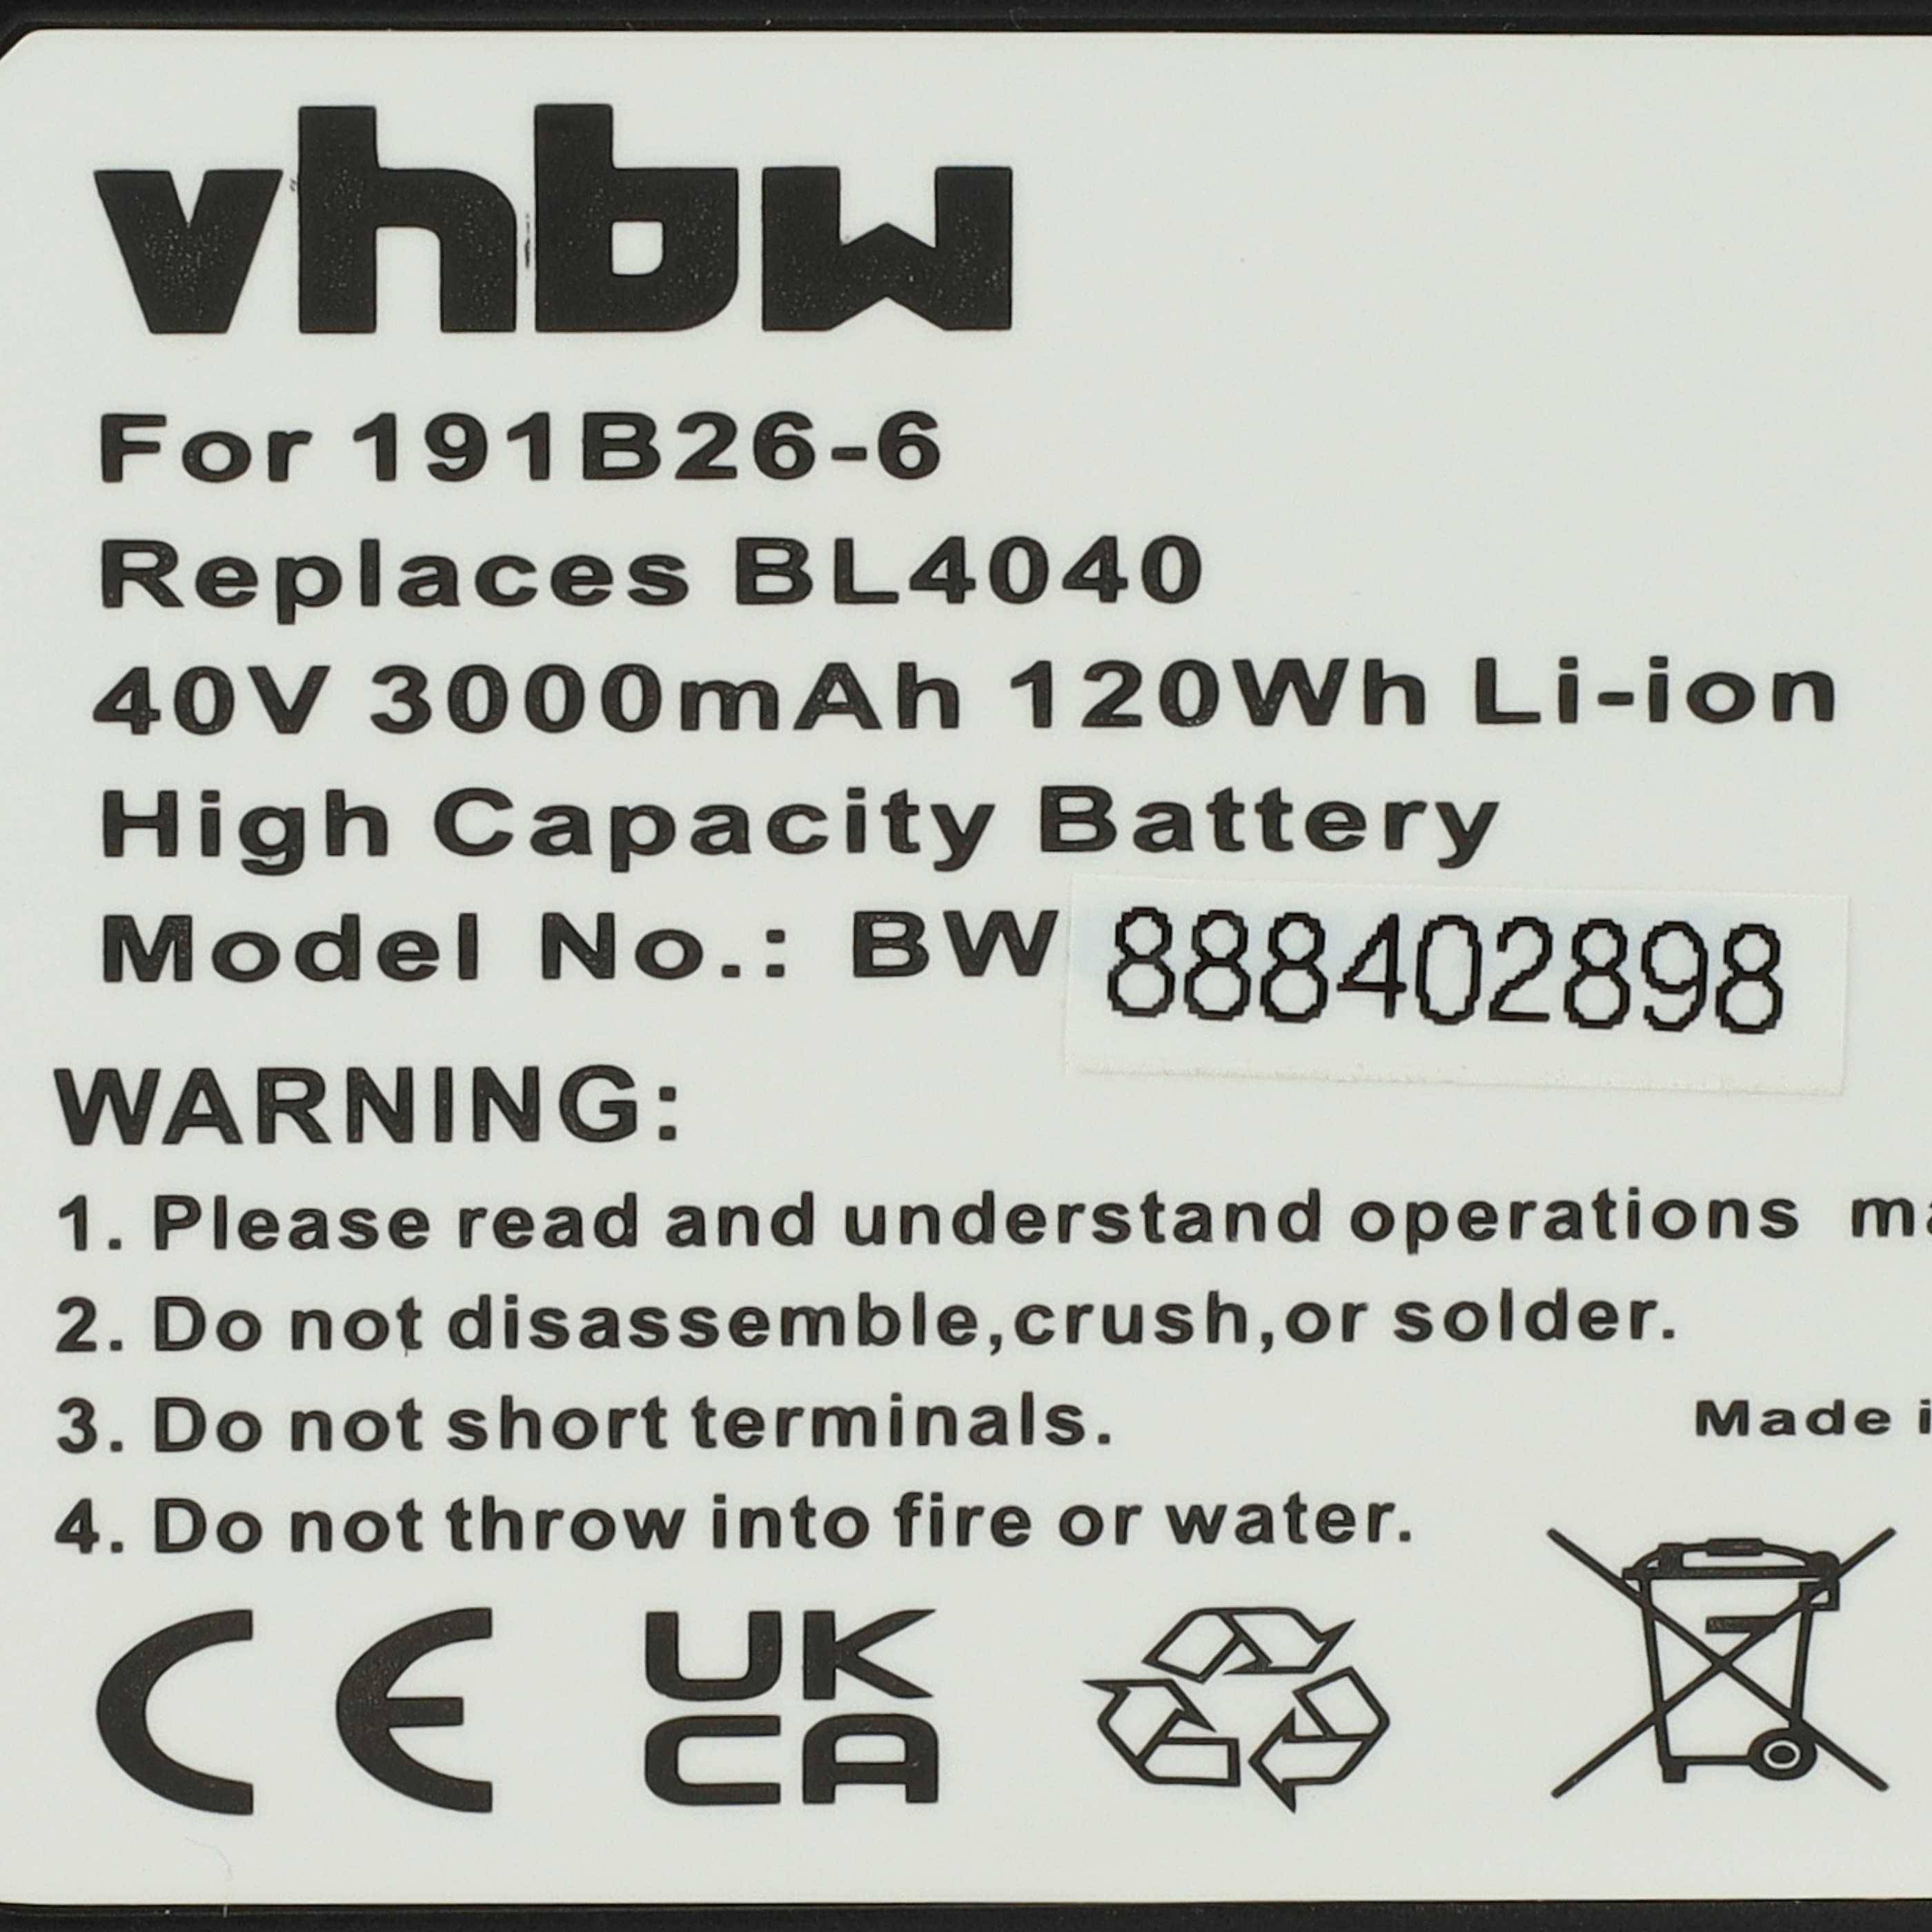 vhbw
For 191B26-6
Replaces BL4040
40V 3000mAh 120Wh Li-ion
High Capacity Battery
Model No.: BW 888402898
WARNING:
1. Please read and understand operations
2. Do not disassemble,crush,or solder.
3. Do not short terminals.
Made
4. Do not throw into fire or water.
CE UK
CA